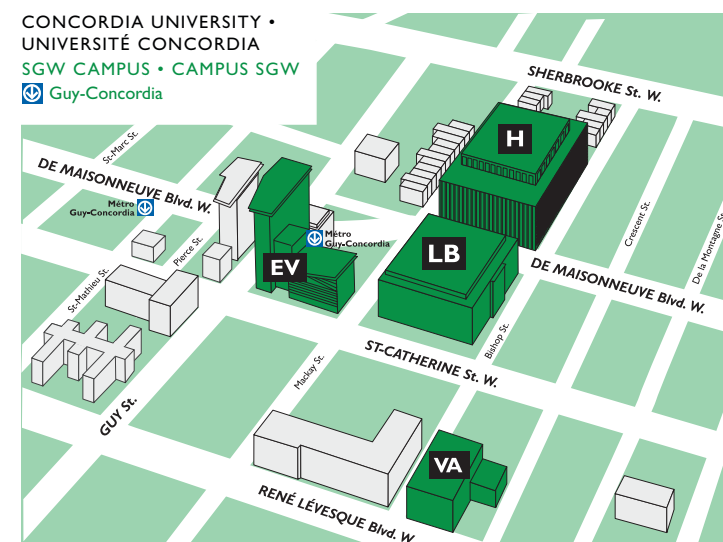 CONCORDIA UNIVERSITY •
UNIVERSITÉ CONCORDIA
SGW CAMPUS • CAMPUS SGW
Guy-Concordia
SHERBROOKE St. W.
H
St-Marc St.
DE MAISONNEUVE Blvd. W.
Métro
Guy-Concordia
Pierce St.
Métro
Guy-Concordia
Crescent St.
De la Montagne St.
EV
LB
St-Mathieu St.
DE MAISONNEUVE Blvd. W.
Bishop St.
ST-CATHERINE St. W.
Mackay St.
GUY St.
VA
RENÉ LÉVESQUE Blvd. W